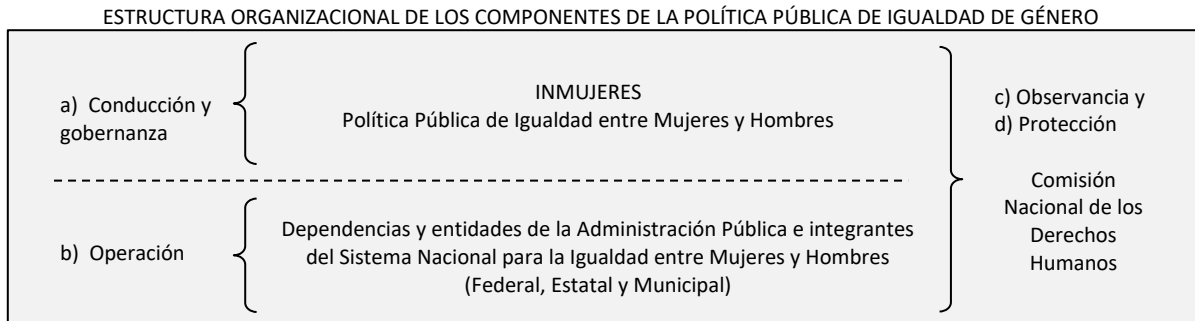 ESTRUCTURA ORGANIZACIONAL DE LOS COMPONENTES DE LA POLÍTICA PÚBLICA DE IGUALDAD DE GÉNERO
a) Conducción y
gobernanza
INMUJERES
Política Pública de Igualdad entre Mujeres y Hombres
b) Operación
Dependencias y entidades de la Administración Pública e integrantes
del Sistema Nacional para la Igualdad entre Mujeres y Hombres
(Federal, Estatal y Municipal)
c) Observancia y
d) Protección
Comisión
Nacional de los
Derechos
Humanos